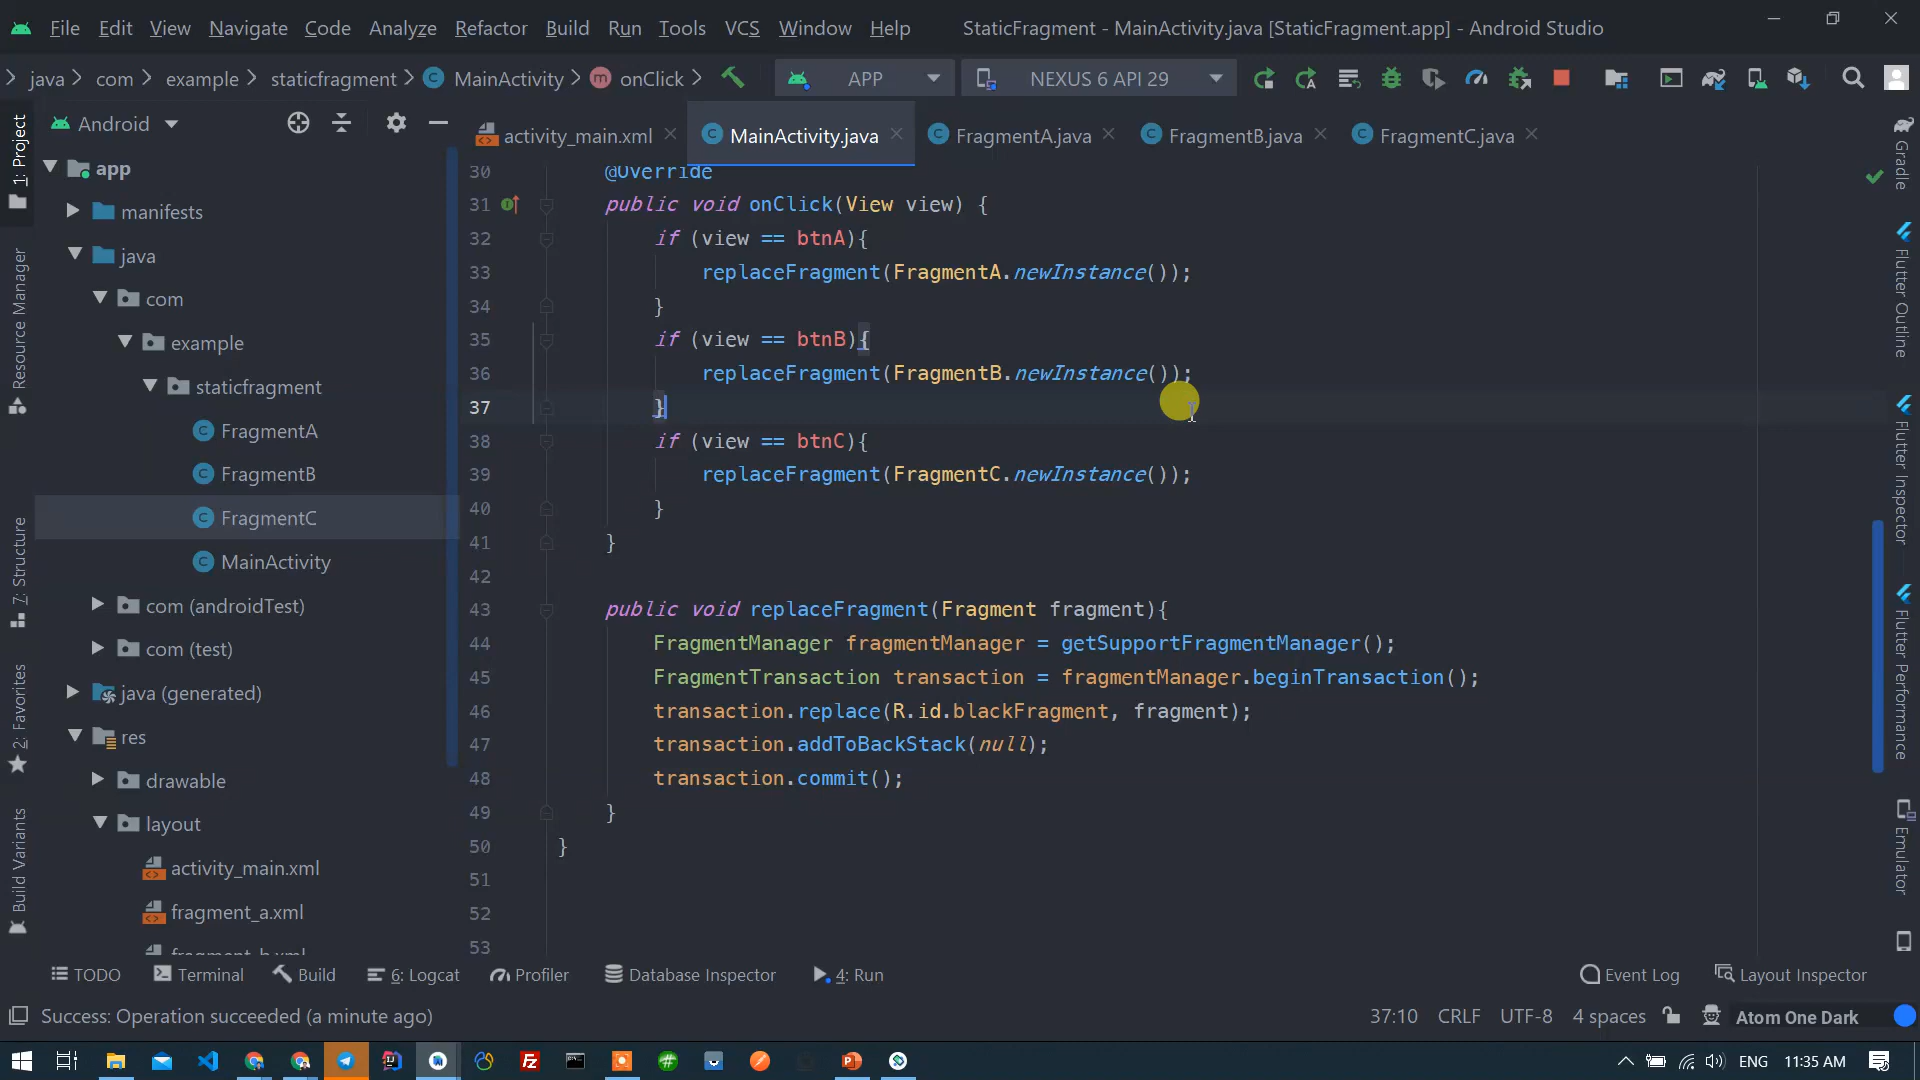 File Edit View Navigate Code Analyze Refactor Build Run Tools VCS Window Help StaticFragment - MainActivity.java [StaticFragment.app] - Android Studio
java com example staticfragment MainActivity onClick APP NEXUS 6 API 29
Android
activity_main.xml MainActivity.java FragmentA.java FragmentB.java FragmentC.java
1: Project
Resource Manager
7: Structure
2: Favorites
Build Variants
app
manifests
java
com
example
staticfragment
FragmentA
FragmentB
FragmentC
MainActivity
com (androidTest)
com (test)
java (generated)
res
drawable
layout
activity_main.xml
fragment_a.xml
fragment_b.xml
30 @Override
31 public void onClick(View view) {
32 if (view == btnA){
33 replaceFragment(FragmentA.newInstance());
34 }
35 if (view == btnB){
36 replaceFragment(FragmentB.newInstance());
37 }
38 if (view == btnC){
39 replaceFragment(FragmentC.newInstance());
40 }
41 }
42
43 public void replaceFragment(Fragment fragment){
44 FragmentManager fragmentManager = getSupportFragmentManager();
45 FragmentTransaction transaction = fragmentManager.beginTransaction();
46 transaction.replace(R.id.blackFragment, fragment);
47 transaction.addToBackStack(null);
48 transaction.commit();
49 }
50 }
51
52
53
Gradle
Flutter Outline
Flutter Inspector
Flutter Performance
Emulator
TODO Terminal Build 6: Logcat Profiler Database Inspector 4: Run Event Log Layout Inspector
Success: Operation succeeded (a minute ago) 37:10 CRLF UTF-8 4 spaces Atom One Dark
ENG 11:35 AM